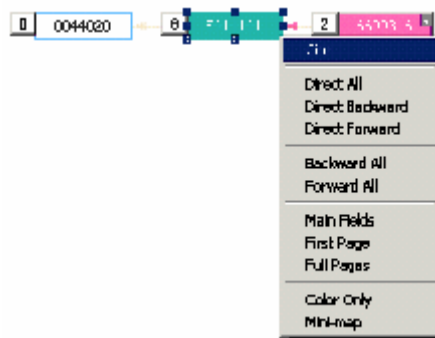 0 0044020 0 2
Direct All
Direct Backward
Direct Forward
Backward All
Forward All
Main Fields
First Page
Full Pages
Color Only
Mini-map